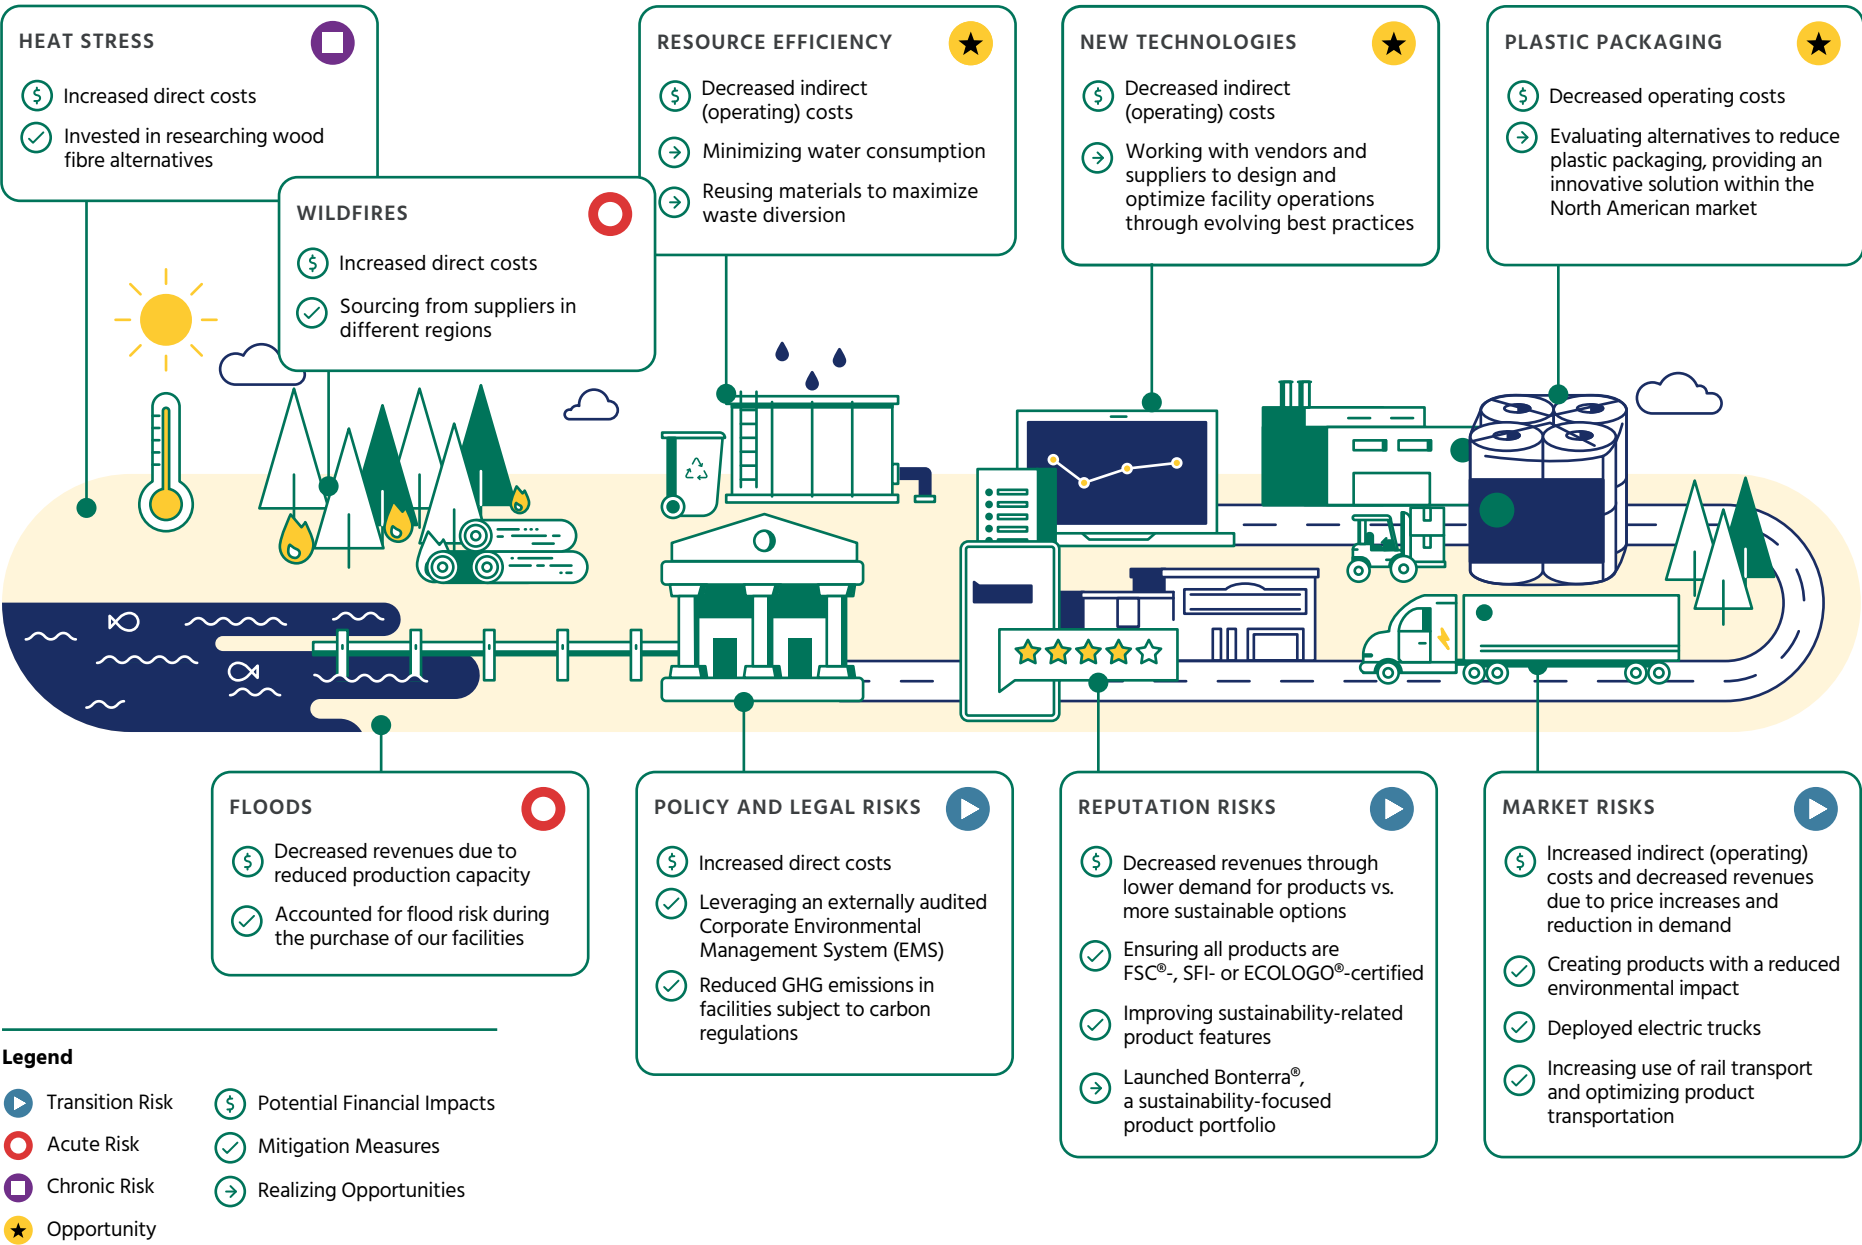 HEAT STRESS
Increased direct costs
Invested in researching wood
fibre alternatives
WILDFIRES
Increased direct costs
Sourcing from suppliers in
different regions
RESOURCE EFFICIENCY
Decreased indirect
(operating) costs
Minimizing water consumption
Reusing materials to maximize
waste diversion
NEW TECHNOLOGIES
Decreased indirect
(operating) costs
Working with vendors and
suppliers to design and
optimize facility operations
through evolving best practices
PLASTIC PACKAGING
Decreased operating costs
Evaluating alternatives to reduce
plastic packaging, providing an
innovative solution within the
North American market
FLOODS
Decreased revenues due to
reduced production capacity
Accounted for flood risk during
the purchase of our facilities
POLICY AND LEGAL RISKS
Increased direct costs
Leveraging an externally audited
Corporate Environmental
Management System (EMS)
Reduced GHG emissions in
facilities subject to carbon
regulations
REPUTATION RISKS
Decreased revenues through
lower demand for products vs.
more sustainable options
Ensuring all products are
FSC®-, SFI- or ECOLOGO®-certified
Improving sustainability-related
product features
Launched Bonterra®,
a sustainability-focused
product portfolio
MARKET RISKS
Increased indirect (operating)
costs and decreased revenues
due to price increases and
reduction in demand
Creating products with a reduced
environmental impact
Deployed electric trucks
Increasing use of rail transport
and optimizing product
transportation
Legend
Transition Risk
Acute Risk
Chronic Risk
Opportunity
Potential Financial Impacts
Mitigation Measures
Realizing Opportunities